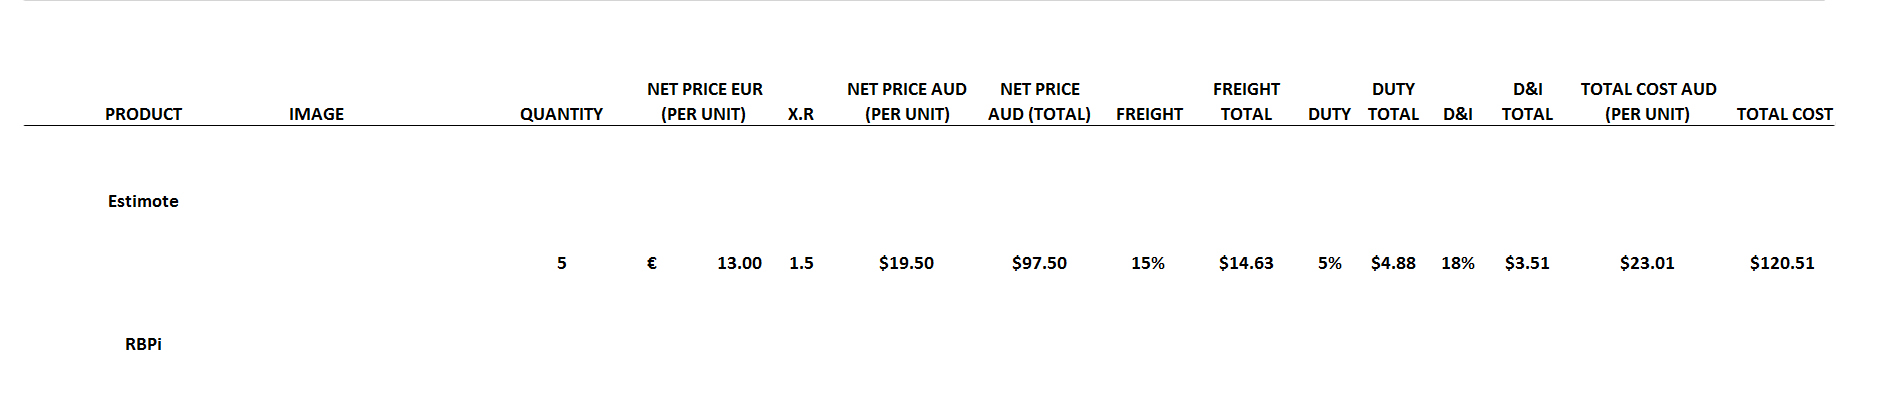 PRODUCT IMAGE QUANTITY NET PRICE EUR (PER UNIT) X.R NET PRICE AUD (PER UNIT) NET PRICE AUD (TOTAL) FREIGHT FREIGHT TOTAL DUTY DUTY TOTAL D&I D&I TOTAL TOTAL COST AUD (PER UNIT) TOTAL COST
Estimote
5 € 13.00 1.5 $19.50 $97.50 15% $14.63 5% $4.88 18% $3.51 $23.01 $120.51
RBPi